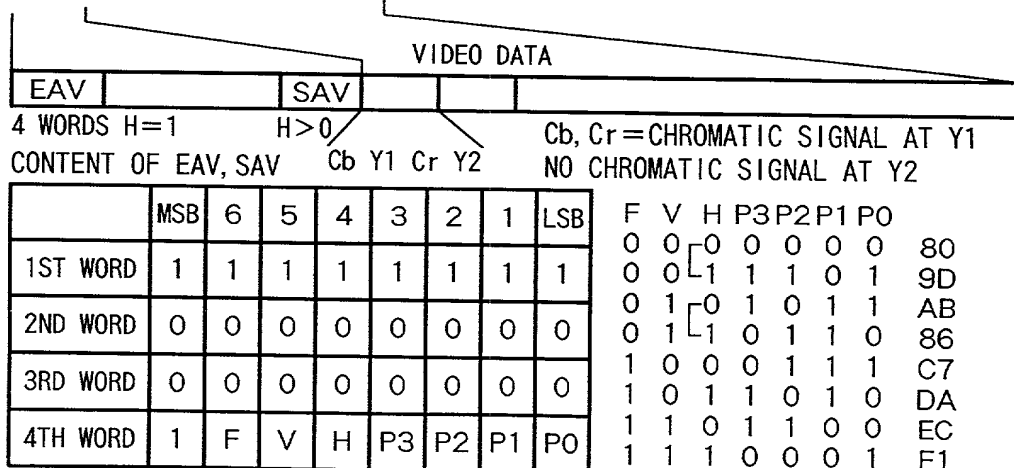 VIDEO DATA
EAV SAV
4 WORDS H=1 H>0
CONTENT OF EAV, SAV Cb Y1 Cr Y2
Cb, Cr=CHROMATIC SIGNAL AT Y1
NO CHROMATIC SIGNAL AT Y2
MSB 6 5 4 3 2 1 LSB
1ST WORD 1 1 1 1 1 1 1 1
2ND WORD 0 0 0 0 0 0 0 0
3RD WORD 0 0 0 0 0 0 0 0
4TH WORD 1 F V H P3 P2 P1 P0
F V H P3 P2 P1 P0
0 0 0 0 0 0 0 80
0 0 1 1 1 0 1 9D
0 1 0 1 0 1 1 AB
0 1 1 0 1 1 0 86
1 0 0 0 1 1 1 C7
1 0 1 1 0 1 0 DA
1 1 0 1 1 0 0 EC
1 1 1 0 0 0 1 F1